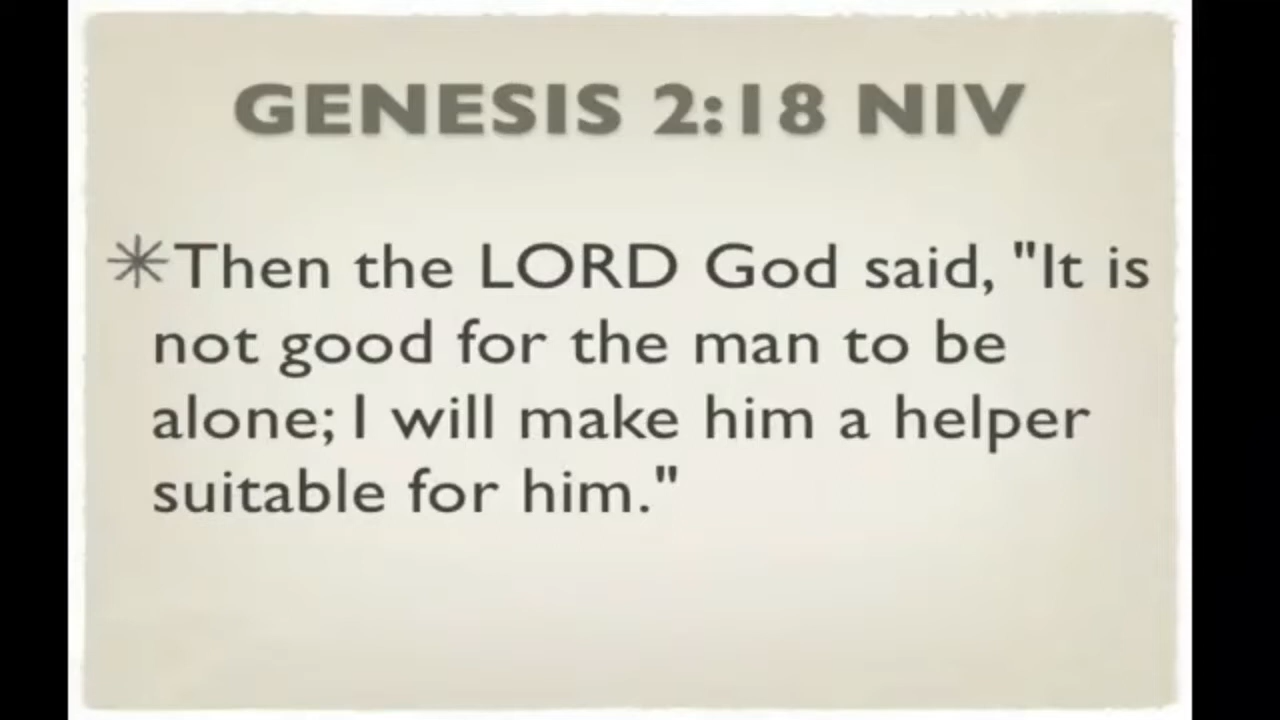 GENESIS 2:18 NIV
✳Then the LORD God said, "It is
not good for the man to be
alone; I will make him a helper
suitable for him."